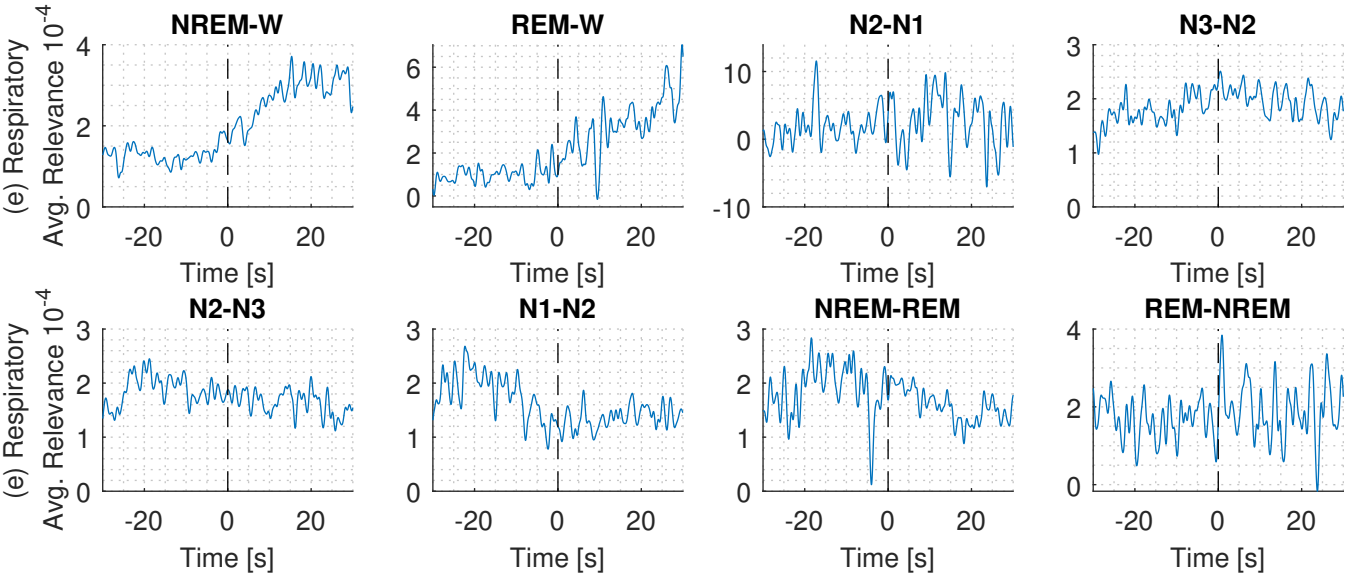 (e) Respiratory
Avg. Relevance 10^-4
NREM-W
4
2
0
-20 0 20
Time [s]
REM-W
6
4
2
0
-20 0 20
Time [s]
N2-N1
10
0
-10
-20 0 20
Time [s]
N3-N2
3
2
1
0
-20 0 20
Time [s]
(e) Respiratory
Avg. Relevance 10^-4
N2-N3
3
2
1
0
-20 0 20
Time [s]
N1-N2
3
2
1
0
-20 0 20
Time [s]
NREM-REM
3
2
1
0
-20 0 20
Time [s]
REM-NREM
4
2
0
-20 0 20
Time [s]